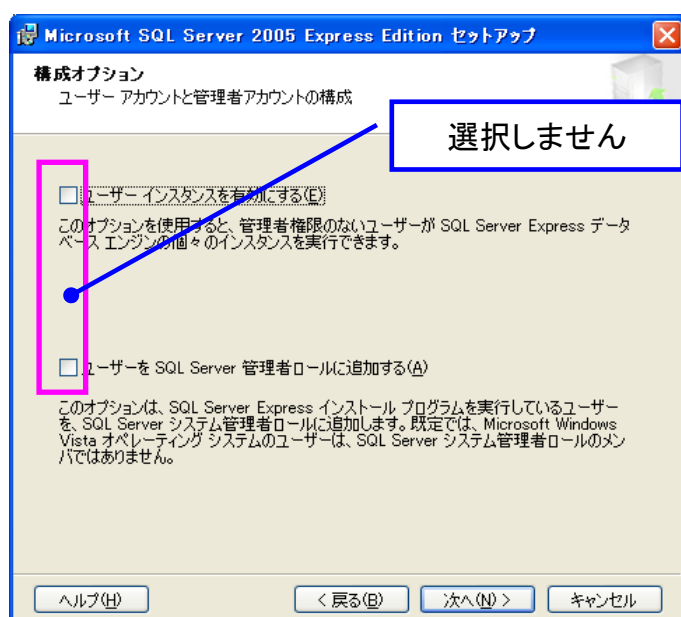 Microsoft SQL Server 2005 Express Edition セットアップ
構成オプション
ユーザー アカウントと管理者アカウントの構成
選択しません
ユーザー インスタンスを有効にする(E)
このオプションを使用すると、管理者権限のないユーザーが SQL Server Express データ
ベース エンジンの個々のインスタンスを実行できます。
ユーザーを SQL Server 管理者ロールに追加する(A)
このオプションは、SQL Server Express インストール プログラムを実行しているユーザー
を、SQL Server システム管理者ロールに追加します。既定では、Microsoft Windows
Vista オペレーティング システムのユーザーは、SQL Server システム管理者ロールのメン
バではありません。
ヘルプ(H)
< 戻る(B)
次へ(N) >
キャンセル